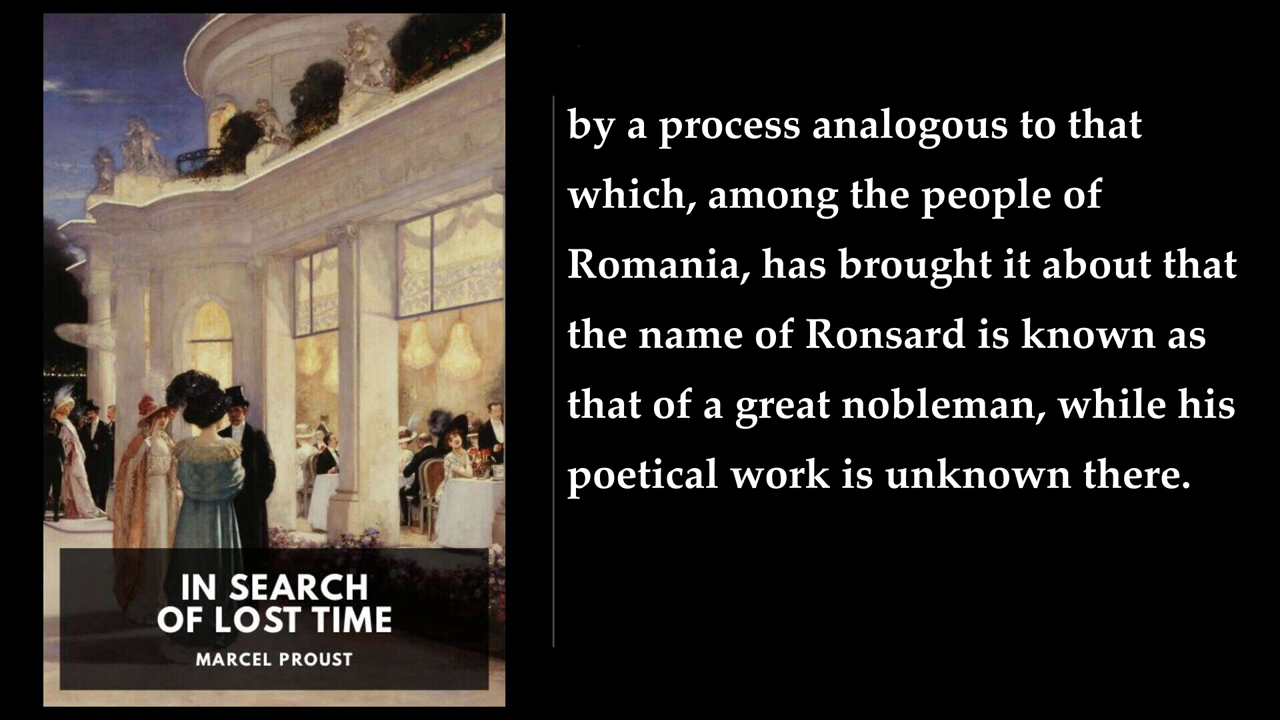 by a process analogous to that
which, among the people of
Romania, has brought it about that
the name of Ronsard is known as
that of a great nobleman, while his
poetical work is unknown there.
IN SEARCH
OF LOST TIME
MARCEL PROUST